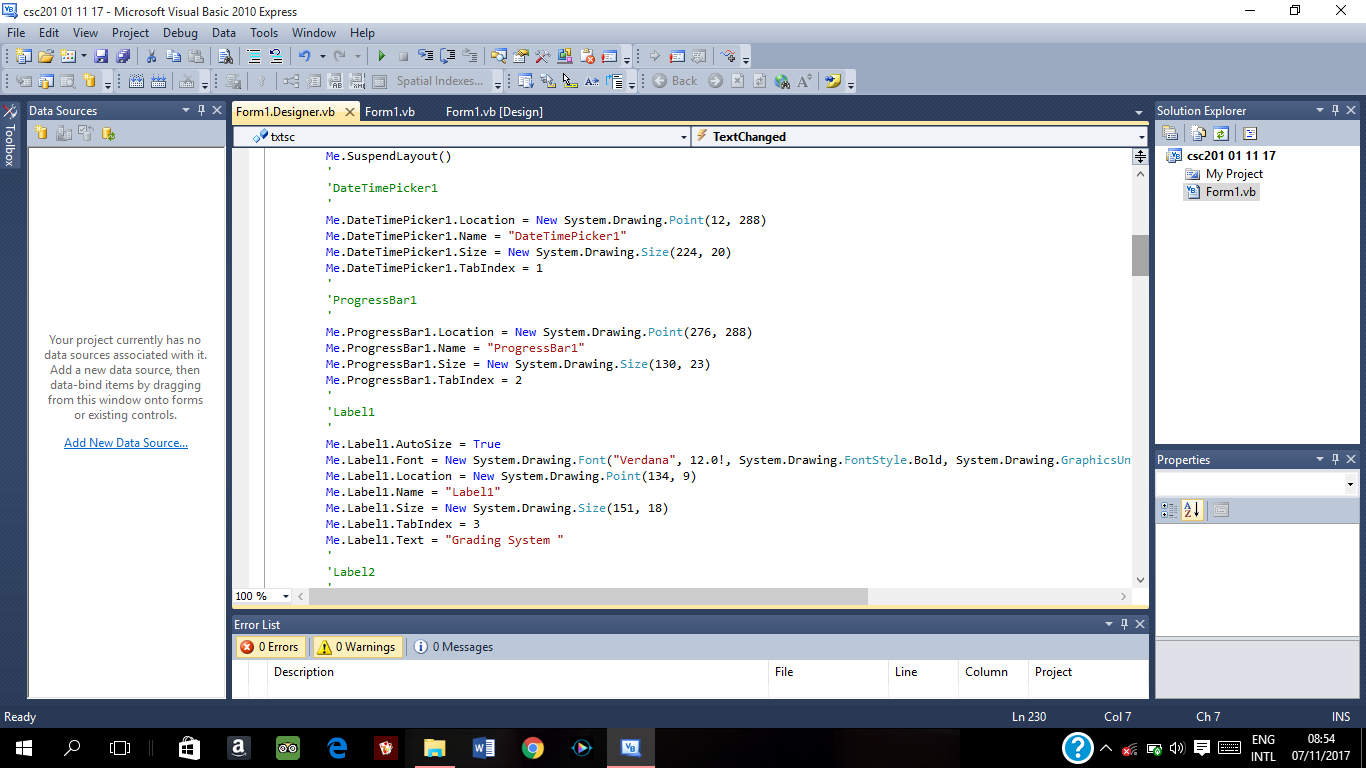 csc201 01 11 17 - Microsoft Visual Basic 2010 Express
File Edit View Project Debug Data Tools Window Help
Spatial Indexes...
Back
Toolbox
Data Sources
Your project currently has no
data sources associated with it.
Add a new data source, then
data-bind items by dragging
from this window onto forms
or existing controls.
Add New Data Source...
Form1.Designer.vb Form1.vb Form1.vb [Design]
txtsc TextChanged
Me.SuspendLayout()
'
'DateTimePicker1
'
Me.DateTimePicker1.Location = New System.Drawing.Point(12, 288)
Me.DateTimePicker1.Name = "DateTimePicker1"
Me.DateTimePicker1.Size = New System.Drawing.Size(224, 20)
Me.DateTimePicker1.TabIndex = 1
'
'ProgressBar1
'
Me.ProgressBar1.Location = New System.Drawing.Point(276, 288)
Me.ProgressBar1.Name = "ProgressBar1"
Me.ProgressBar1.Size = New System.Drawing.Size(130, 23)
Me.ProgressBar1.TabIndex = 2
'
'Label1
'
Me.Label1.AutoSize = True
Me.Label1.Font = New System.Drawing.Font("Verdana", 12.0!, System.Drawing.FontStyle.Bold, System.Drawing.GraphicsUn
Me.Label1.Location = New System.Drawing.Point(134, 9)
Me.Label1.Name = "Label1"
Me.Label1.Size = New System.Drawing.Size(151, 18)
Me.Label1.TabIndex = 3
Me.Label1.Text = "Grading System "
'
'Label2
'
100 %
Error List
0 Errors 0 Warnings 0 Messages
Description File Line Column Project
Solution Explorer
csc201 01 11 17
My Project
Form1.vb
Properties
Ready Ln 230 Col 7 Ch 7 INS
ENG
INTL
08:54
07/11/2017